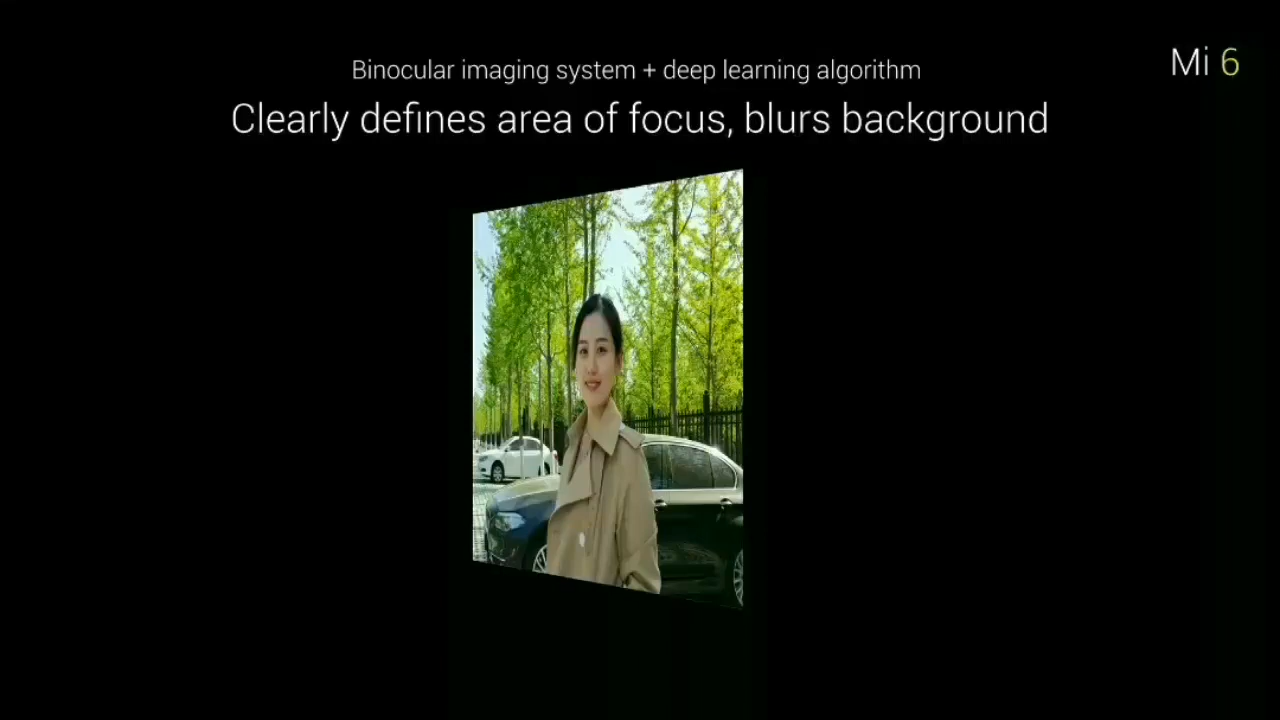 Binocular imaging system + deep learning algorithm
Mi 6
Clearly defines area of focus, blurs background